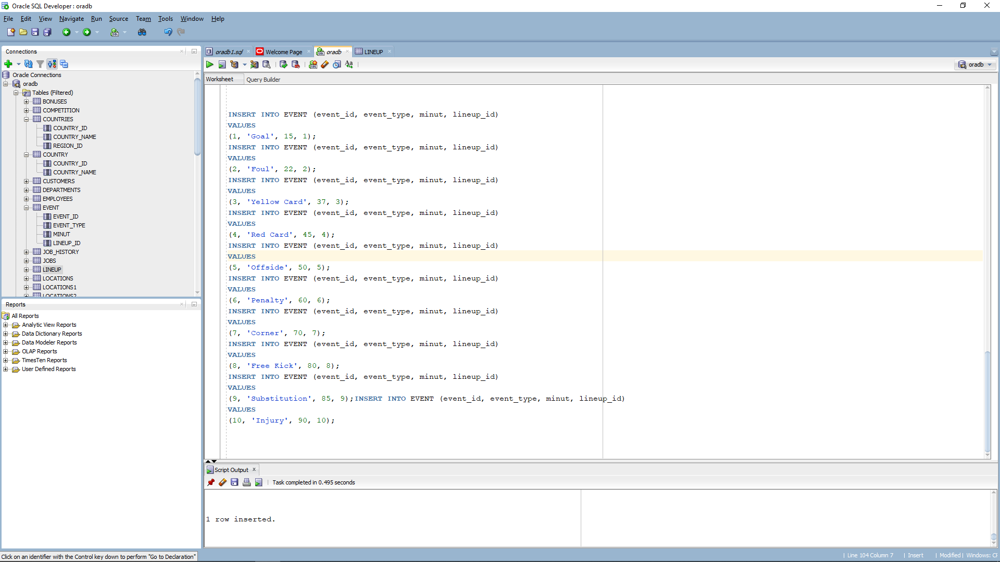 Oracle SQL Developer : oradb
File Edit View Navigate Run Source Team Tools Window Help
Connections
Oracle Connections
oradb
Tables (Filtered)
BONUSES
COMPETITION
COUNTRIES
COUNTRY_ID
COUNTRY_NAME
REGION_ID
COUNTRY
COUNTRY_ID
COUNTRY_NAME
CUSTOMERS
DEPARTMENTS
EMPLOYEES
EVENT
EVENT_ID
EVENT_TYPE
MINUT
LINEUP_ID
JOB_HISTORY
JOBS
LINEUP
LOCATIONS
LOCATIONS1
LOCATIONS2
Reports
All Reports
Analytic View Reports
Data Dictionary Reports
Data Modeler Reports
OLAP Reports
TimesTen Reports
User Defined Reports
oradb1.sql Welcome Page oradb LINEUP
oradb
Worksheet Query Builder
INSERT INTO EVENT (event_id, event_type, minut, lineup_id)
VALUES
(1, 'Goal', 15, 1);
INSERT INTO EVENT (event_id, event_type, minut, lineup_id)
VALUES
(2, 'Foul', 22, 2);
INSERT INTO EVENT (event_id, event_type, minut, lineup_id)
VALUES
(3, 'Yellow Card', 37, 3);
INSERT INTO EVENT (event_id, event_type, minut, lineup_id)
VALUES
(4, 'Red Card', 45, 4);
INSERT INTO EVENT (event_id, event_type, minut, lineup_id)
VALUES
(5, 'Offside', 50, 5);
INSERT INTO EVENT (event_id, event_type, minut, lineup_id)
VALUES
(6, 'Penalty', 60, 6);
INSERT INTO EVENT (event_id, event_type, minut, lineup_id)
VALUES
(7, 'Corner', 70, 7);
INSERT INTO EVENT (event_id, event_type, minut, lineup_id)
VALUES
(8, 'Free Kick', 80, 8);
INSERT INTO EVENT (event_id, event_type, minut, lineup_id)
VALUES
(9, 'Substitution', 85, 9);INSERT INTO EVENT (event_id, event_type, minut, lineup_id)
VALUES
(10, 'Injury', 90, 10);
Script Output
Task completed in 0.495 seconds
1 row inserted.
Click on an identifier with the Control key down to perform "Go to Declaration"
Line 104 Column 7 | Insert | Modified | Windows: